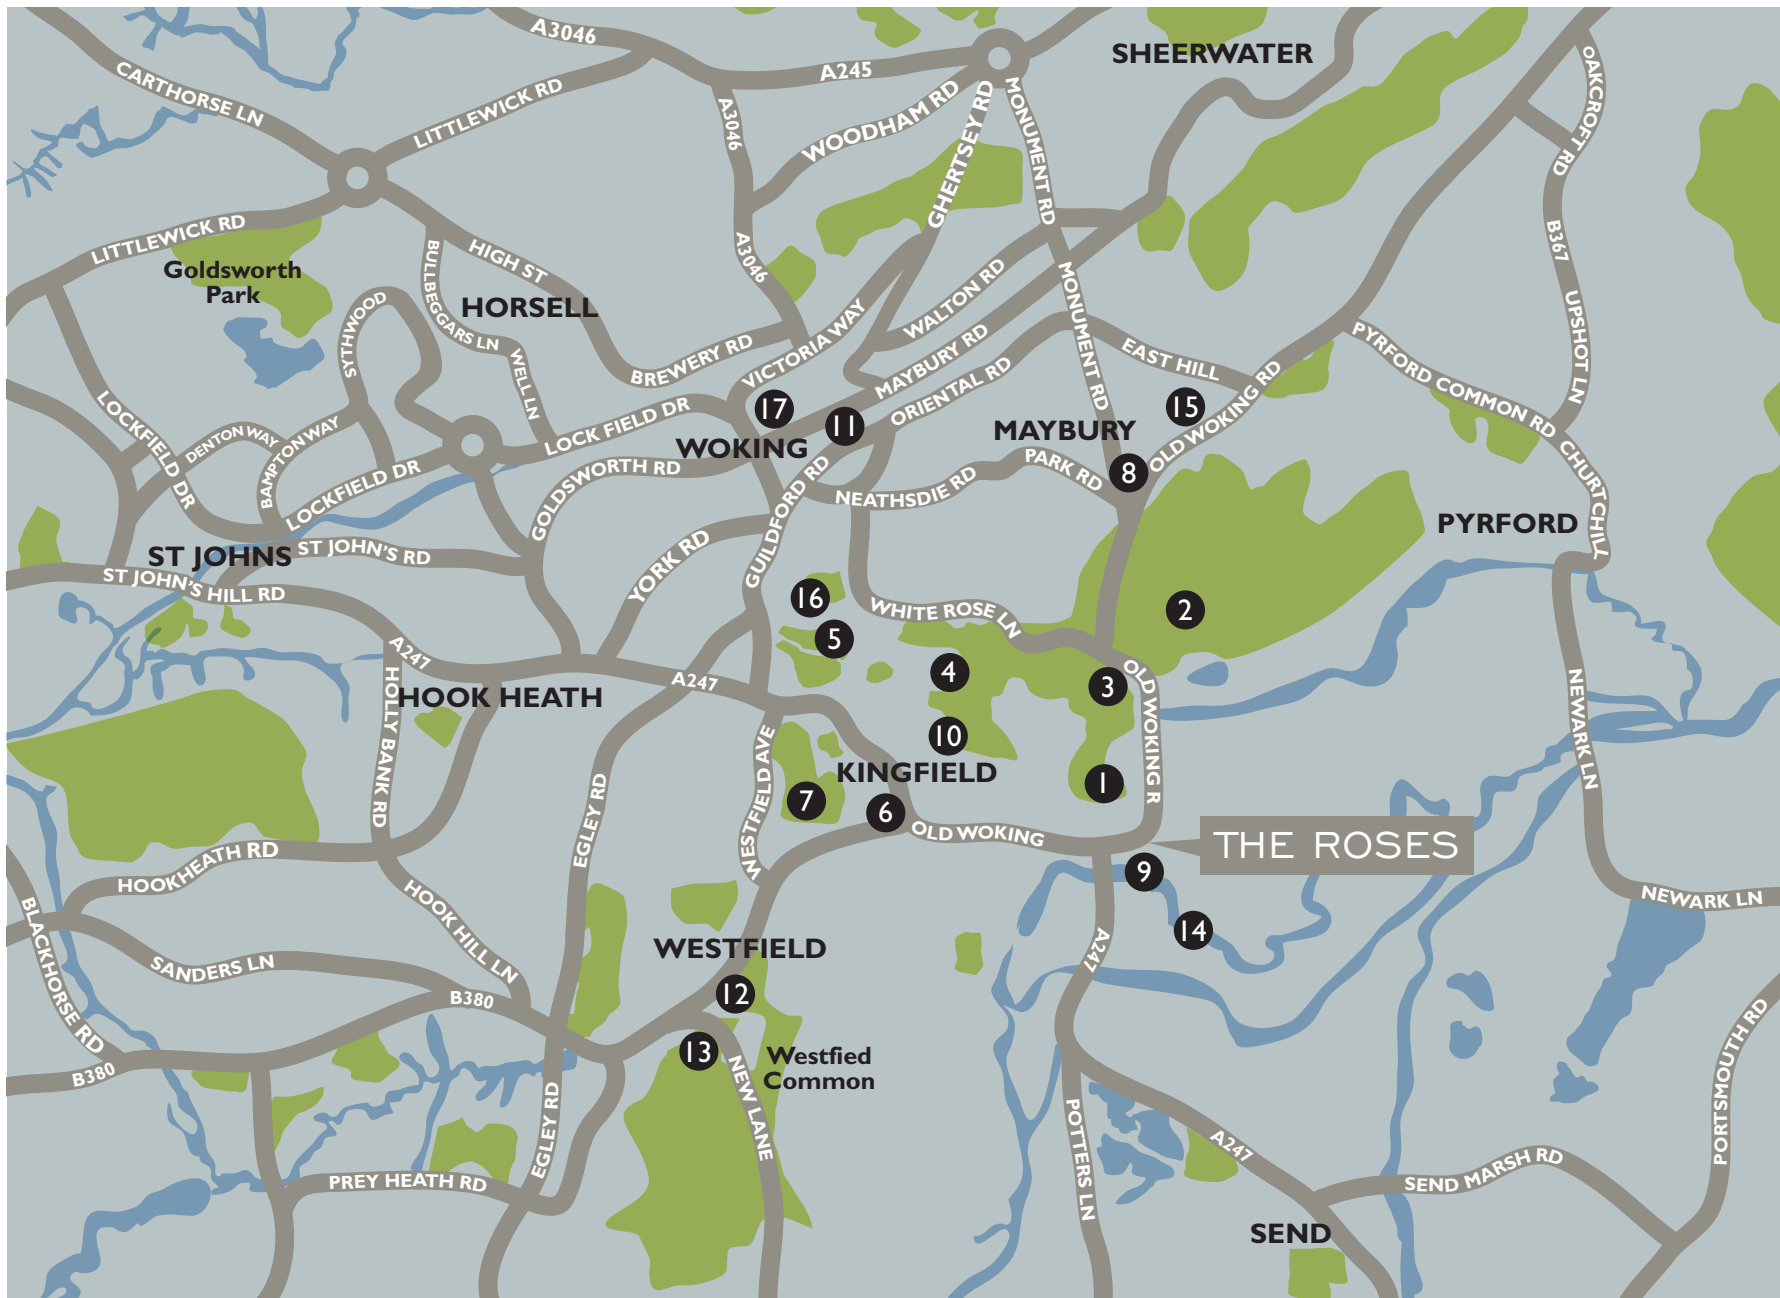 A3046
A245
SHEERWATER
CARTHORSE LN
LITTLEWICK RD
A3046
WOODHAM RD
GHERTSEY RD
MONUMENT RD
OAKCROFT RD
LITTLEWICK RD
Goldsworth
Park
BULLBEGGARS LN
HIGH ST
HORSELL
A3046
WALTON RD
MONUMENT RD
B367
UPSHOT LN
SYTHWOOD
WELL LN
BREWERY RD
VICTORIA WAY
MAYBURY RD
ORIENTAL RD
EAST HILL
PYRFORD COMMON RD
LOCKFIELD DR
DENTON WAY
BAMPTONWAY
LOCKFIELD DR
LOCK FIELD DR
17
11
WOKING
MAYBURY
15
OLD WOKING RD
8
GOLDSWORTH RD
GUILDFORD RD
NEATHSDIE RD
PARK RD
CHURTCHILL
PYRFORD
ST JOHNS
ST JOHN'S RD
ST JOHN'S HILL RD
YORK RD
16
5
WHITE ROSE LN
2
A247
HOLLY BANK RD
HOOK HEATH
A247
4
3
OLD WOKING R
10
NEWARK LN
WESTFIELD AVE
KINGFIELD
1
7
6
OLD WOKING
THE ROSES
EGLEY RD
HOOKHEATH RD
HOOK HILL LN
9
NEWARK LN
BLACKHORSE RD
SANDERS LN
B380
WESTFIELD
14
A247
12
13
NEW LANE
Westfied
Common
B380
EGLEY RD
PREY HEATH RD
POTTERS LN
A247
SEND MARSH RD
PORTSMOUTH RD
SEND